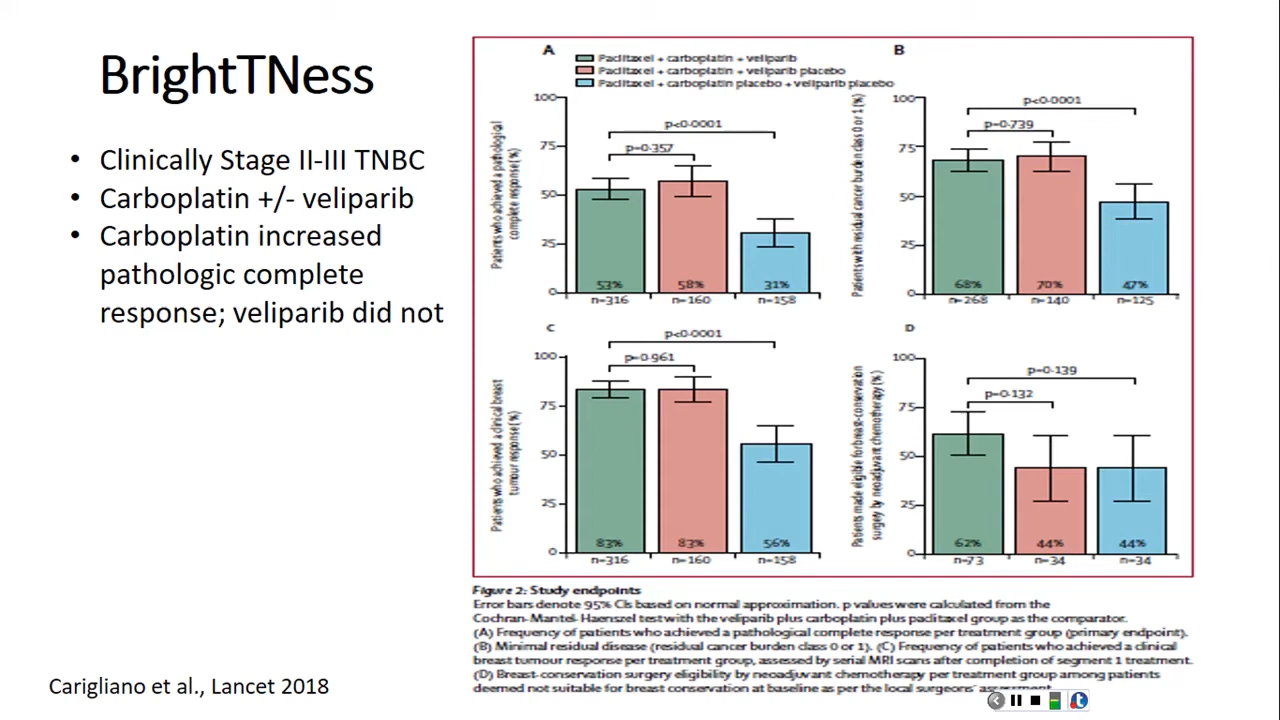 BrightTNess
• Clinically Stage II-III TNBC
• Carboplatin +/- veliparib
• Carboplatin increased
pathologic complete
response; veliparib did not
Carigliano et al., Lancet 2018
A
Paclitaxel + carboplatin + veliparib
Paclitaxel + carboplatin + veliparib placebo
Paclitaxel + carboplatin placebo + veliparib placebo
Patients who achieved a pathological
complete response (%)
100
75
50
25
0
p<0·0001
p=0·357
53%
58%
31%
n=316
n=160
n=158
B
Patients with residual cancer burden class 0 or 1 (%)
100
75
50
25
0
p<0·0001
p=0·739
68%
70%
47%
n=268
n=140
n=125
C
Patients who achieved a clinical breast
tumour response (%)
100
75
50
25
0
p<0·0001
p=0·961
83%
83%
56%
n=316
n=160
n=158
D
Patients made eligible for breast-conservation
surgery by neoadjuvant chemotherapy (%)
100
75
50
25
0
p=0·139
p=0·132
62%
44%
44%
n=73
n=34
n=34
Figure 2: Study endpoints
Error bars denote 95% CIs based on normal approximation. p values were calculated from the
Cochran-Mantel-Haenszel test with the veliparib plus carboplatin plus paclitaxel group as the comparator.
(A) Frequency of patients who achieved a pathological complete response per treatment group (primary endpoint).
(B) Minimal residual disease (residual cancer burden class 0 or 1). (C) Frequency of patients who achieved a clinical
breast tumour response per treatment group, assessed by serial MRI scans after completion of segment 1 treatment.
(D) Breast-conservation surgery eligibility by neoadjuvant chemotherapy per treatment group among patients
deemed not suitable for breast conservation at baseline as per the local surgeons'